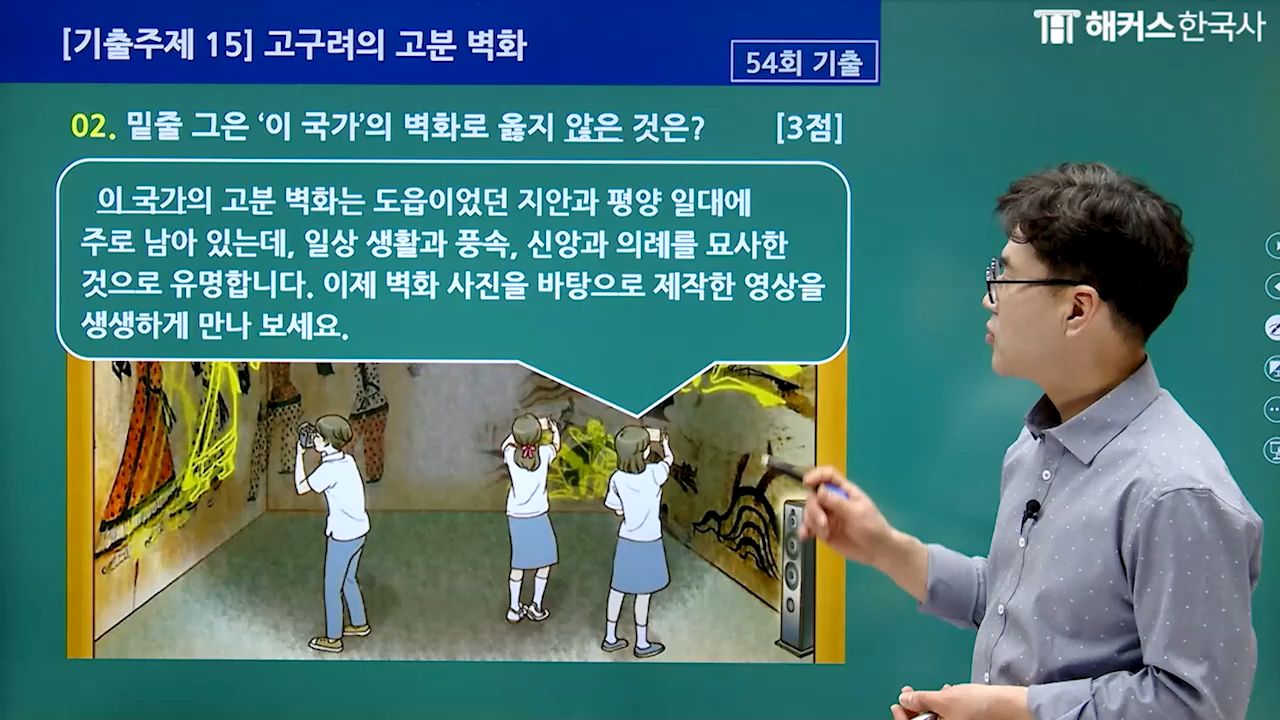 [기출주제 15] 고구려의 고분 벽화
54회 기출
해커스한국사
02. 밑줄 그은 ‘이 국가’의 벽화로 옳지 않은 것은? [3점]
이 국가의 고분 벽화는 도읍이었던 지안과 평양 일대에
주로 남아 있는데, 일상 생활과 풍속, 신앙과 의례를 묘사한
것으로 유명합니다. 이제 벽화 사진을 바탕으로 제작한 영상을
생생하게 만나 보세요.